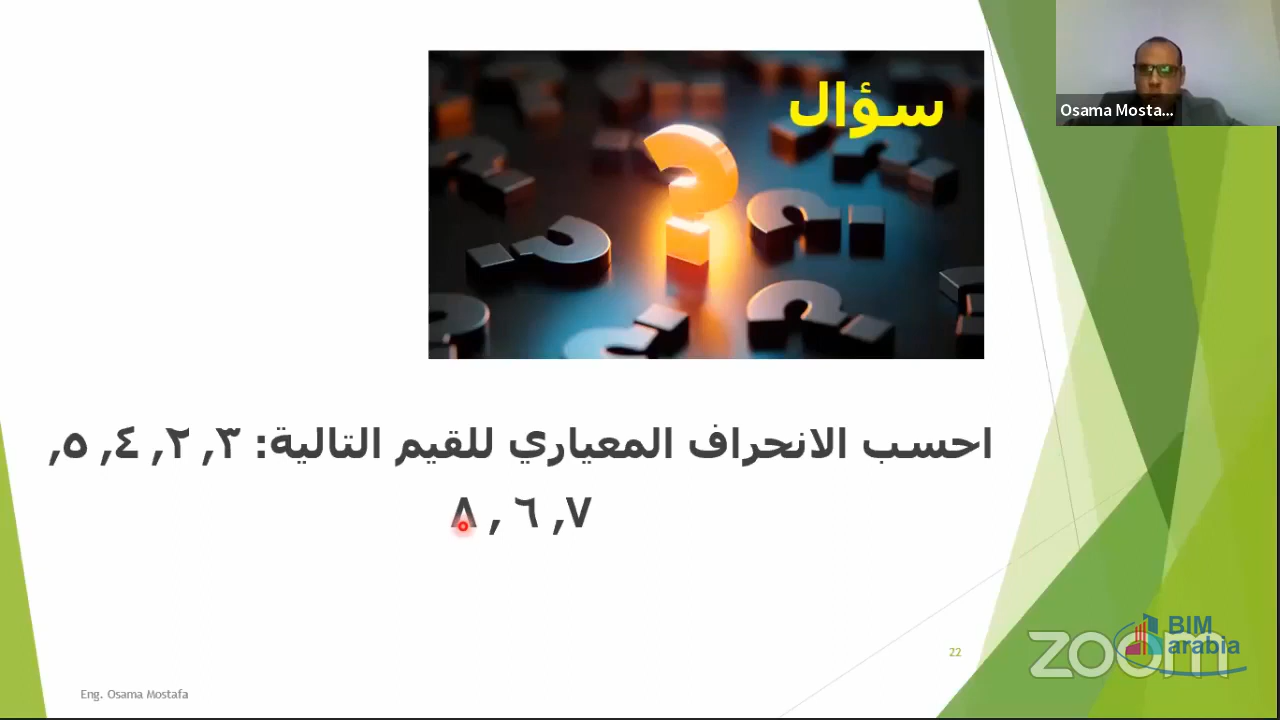 سؤال
احسب الانحراف المعياري للقيم التالية: ٣, ٢, ٤, ٥,
٧, ٦ , ٨
Osama Mosta...
22
Eng. Osama Mostafa
zoom
BIM
arabia